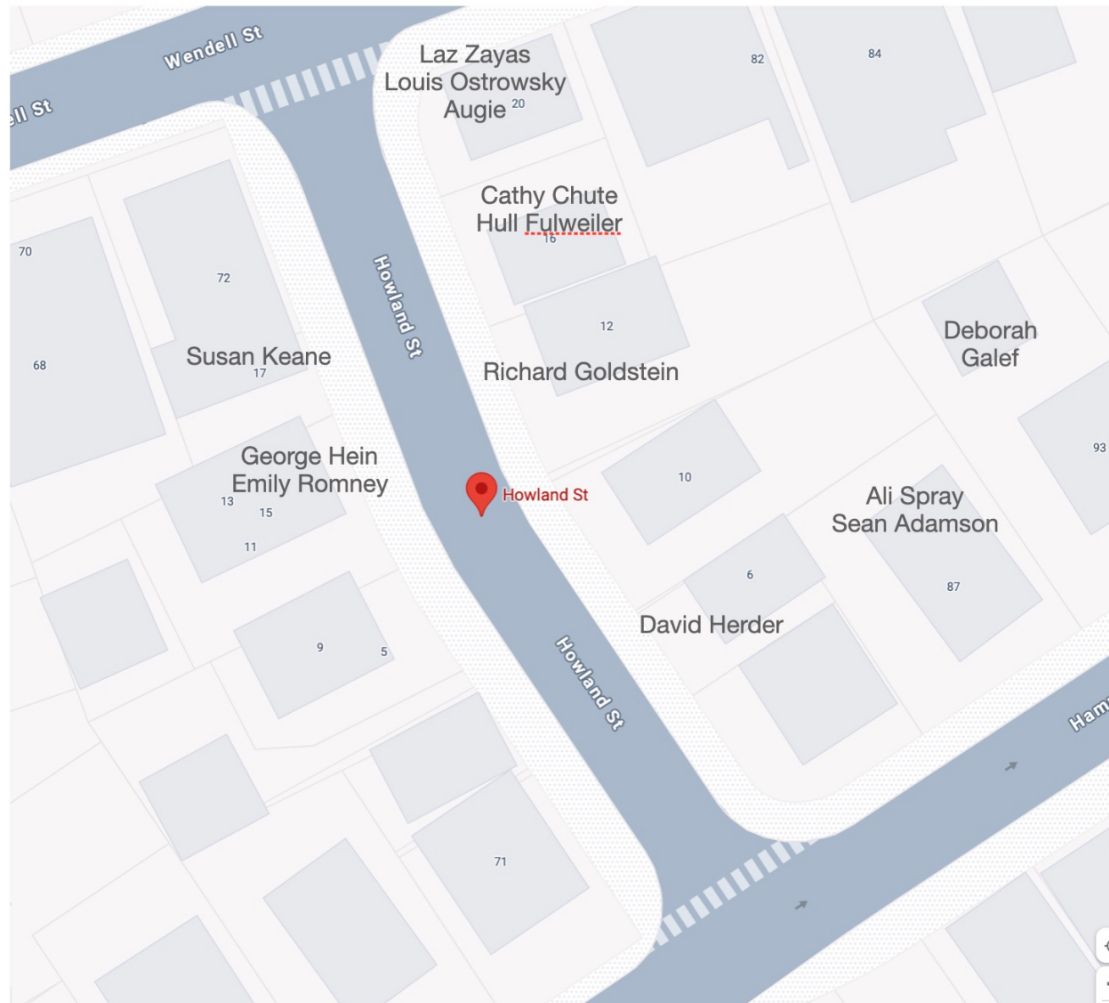 Wendell St
ell St
Laz Zayas
Louis Ostrowsky
Augie
20
82
84
Cathy Chute
Hull Fulweiler
16
70
72
68
Howland St
12
Susan Keane
17
Richard Goldstein
Deborah
Galef
George Hein
Emily Romney
13
15
11
Howland St
10
93
Ali Spray
Sean Adamson
87
6
David Herder
9
5
Howland St
Ham
71